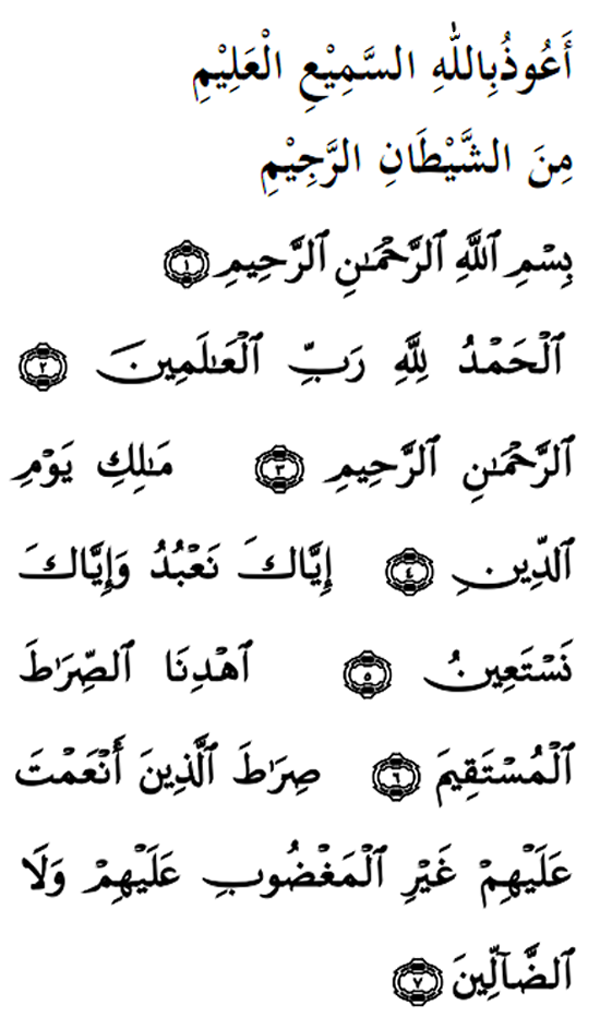 أَعُوذُبِاللّٰهِ السَّمِيْعِ الْعَلِيْمِ
مِنَ الشَّيْطَانِ الرَّجِيْمِ
بِسْمِ ٱللَّهِ ٱلرَّحْمَـٰنِ ٱلرَّحِيمِ ١
ٱلْحَمْدُ لِلَّهِ رَبِّ ٱلْعَـٰلَمِينَ ٢
ٱلرَّحْمَـٰنِ ٱلرَّحِيمِ ٣ مَـٰلِكِ يَوْمِ
ٱلدِّينِ ٤ إِيَّاكَ نَعْبُدُ وَإِيَّاكَ
نَسْتَعِينُ ٥ ٱهْدِنَا ٱلصِّرَٰطَ
ٱلْمُسْتَقِيمَ ٦ صِرَٰطَ ٱلَّذِينَ أَنْعَمْتَ
عَلَيْهِمْ غَيْرِ ٱلْمَغْضُوبِ عَلَيْهِمْ وَلَا
ٱلضَّآلِّينَ ٧